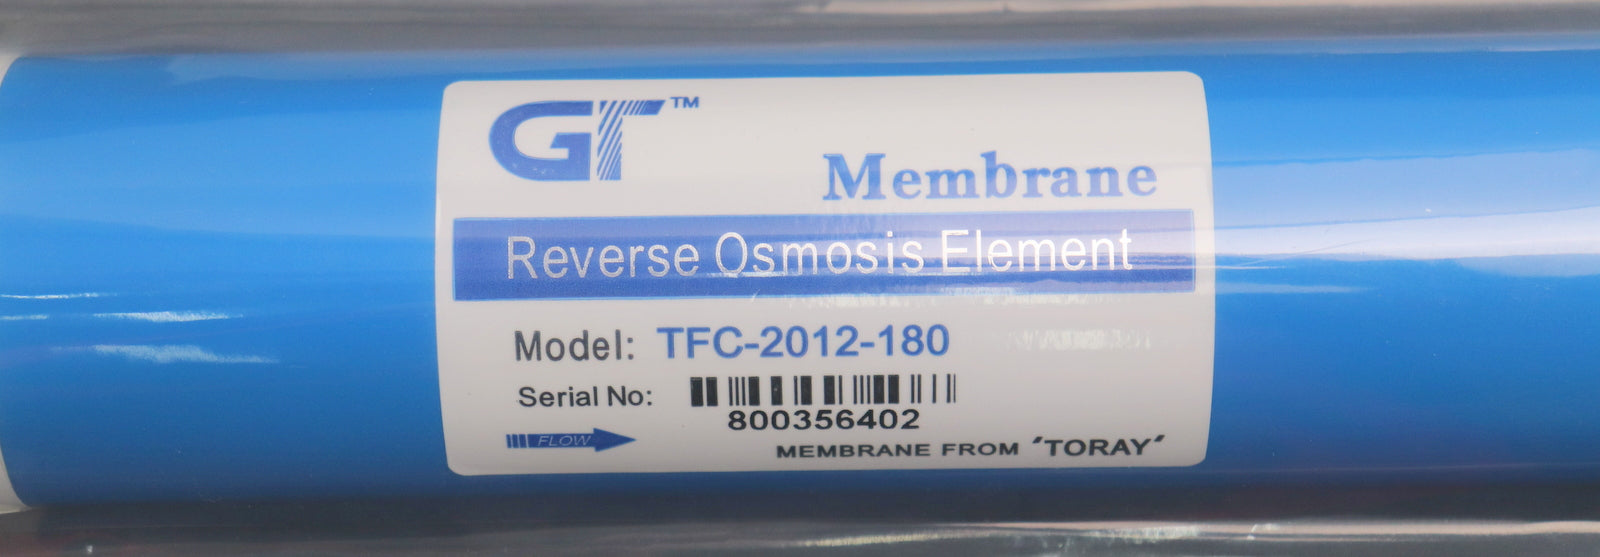 GT™
Membrane
Reverse Osmosis Element
Model: TFC-2012-180
Serial No:
800356402
FLOW
MEMBRANE FROM “TORAY”